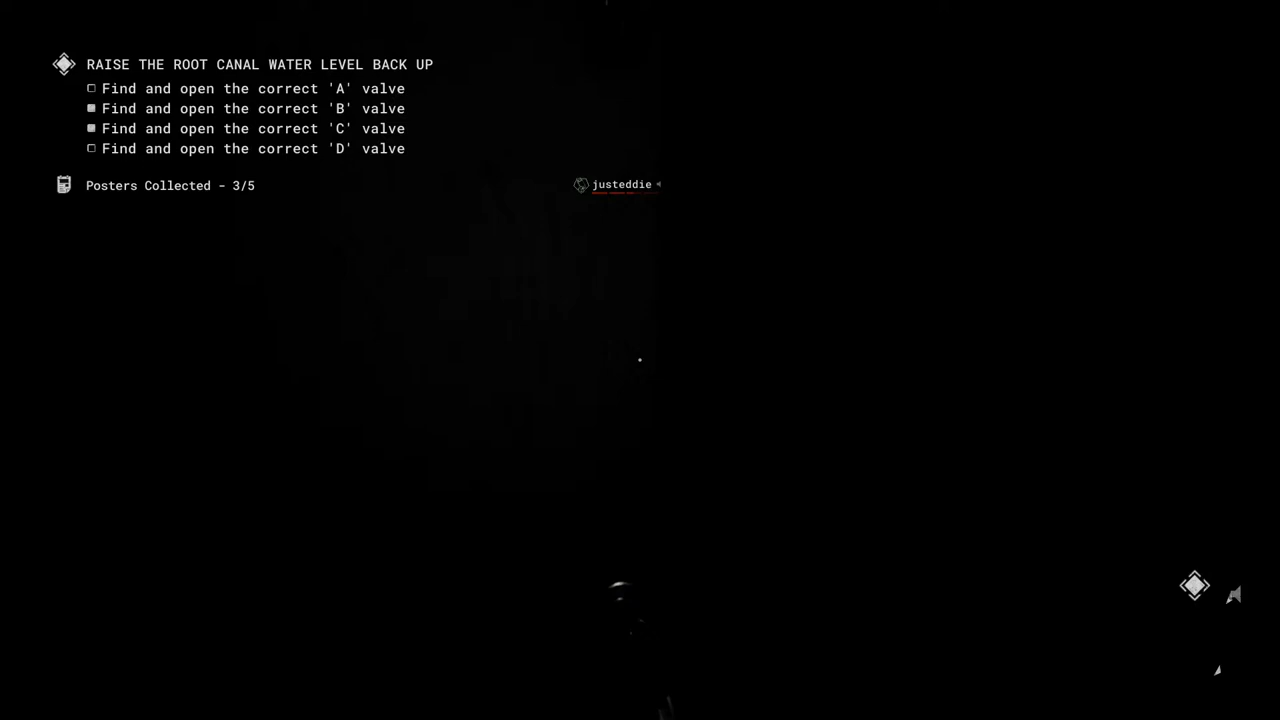 RAISE THE ROOT CANAL WATER LEVEL BACK UP
Find and open the correct 'A' valve
Find and open the correct 'B' valve
Find and open the correct 'C' valve
Find and open the correct 'D' valve
Posters Collected - 3/5
justeddie